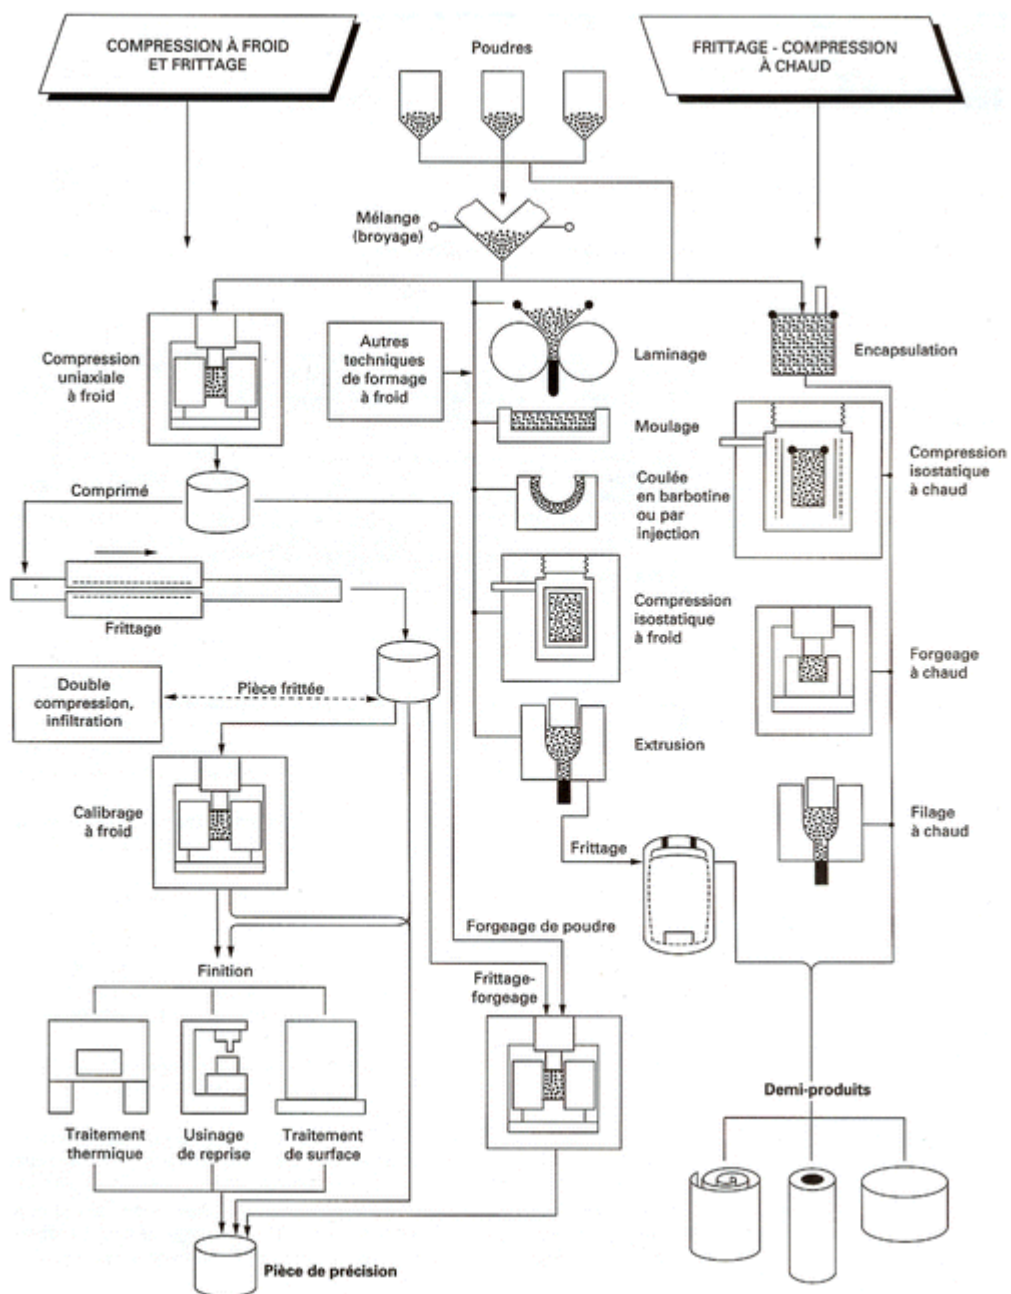 COMPRESSION À FROID
ET FRITTAGE
Poudres
FRITTAGE - COMPRESSION
À CHAUD
Mélange
(broyage)
Compression
uniaxiale
à froid
Autres
techniques
de formage
à froid
Laminage
Encapsulation
Moulage
Compression
isostatique
à chaud
Comprimé
Coulée
en barbotine
ou par
injection
Frittage
Compression
isostatique
à froid
Forgeage
à chaud
Double
compression,
infiltration
Pièce frittée
Extrusion
Calibrage
à froid
Filage
à chaud
Frittage
Forgeage de poudre
Finition
Frittage-
forgeage
Traitement
thermique
Usinage
de reprise
Traitement
de surface
Demi-produits
Pièce de précision